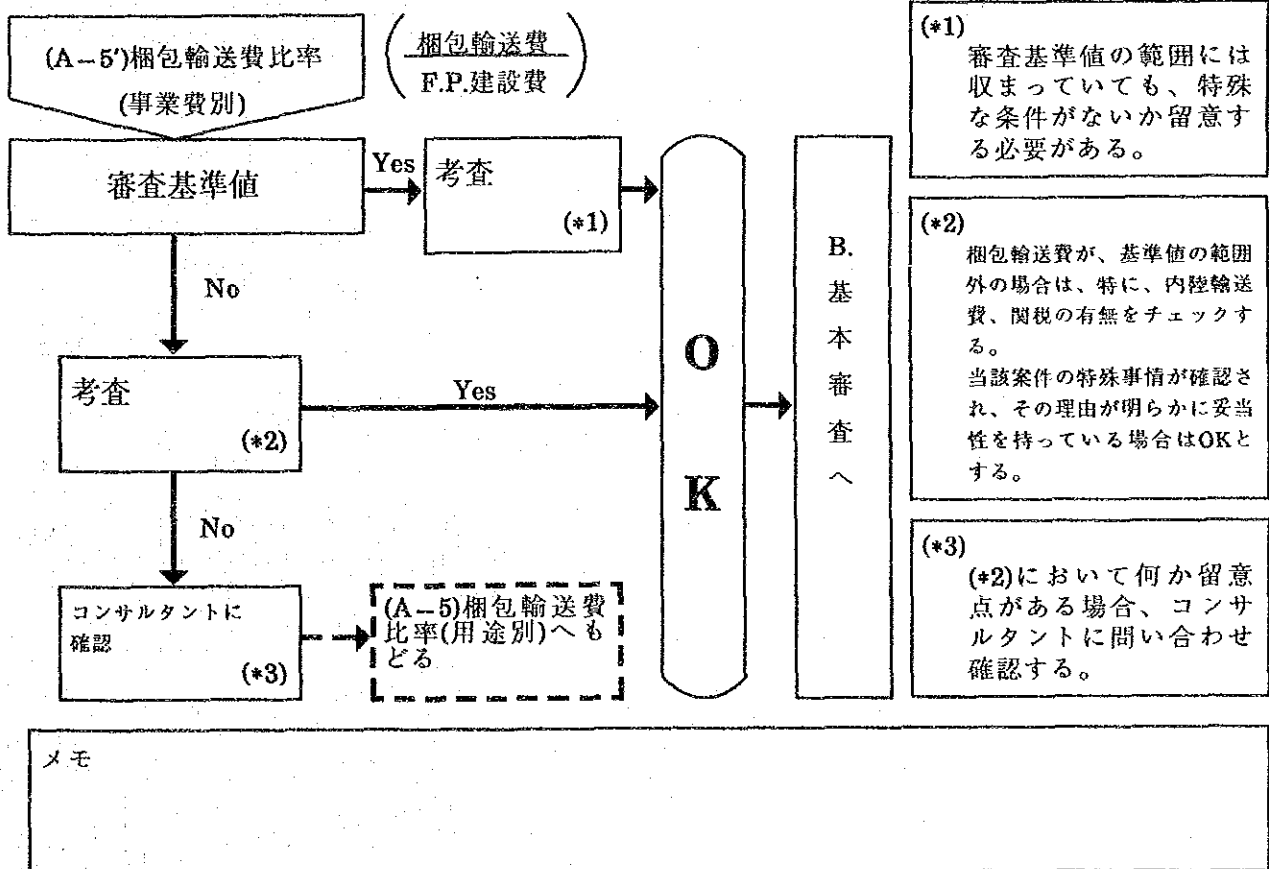 (A-5')梱包輸送費比率
(事業費別)
梱包輸送費
F.P.建設費
審査基準値
Yes
考査
(*1)
No
考査
(*2)
Yes
No
コンサルタントに
確認
(*3)
(A-5)梱包輸送費
比率(用途別)へも
どる
O
K
B.
基
本
審
査
へ
(*1)
審査基準値の範囲には
収まっていても、特殊
な条件がないか留意す
る必要がある。
(*2)
梱包輸送費が、基準値の範囲
外の場合は、特に、内陸輸送
費、関税の有無をチェックす
る。
当該案件の特殊事情が確認さ
れ、その理由が明らかに妥当
性を持っている場合はOKと
する。
(*3)
(*2)において何か留意
点がある場合、コンサ
ルタントに問い合わせ
確認する。
メモ